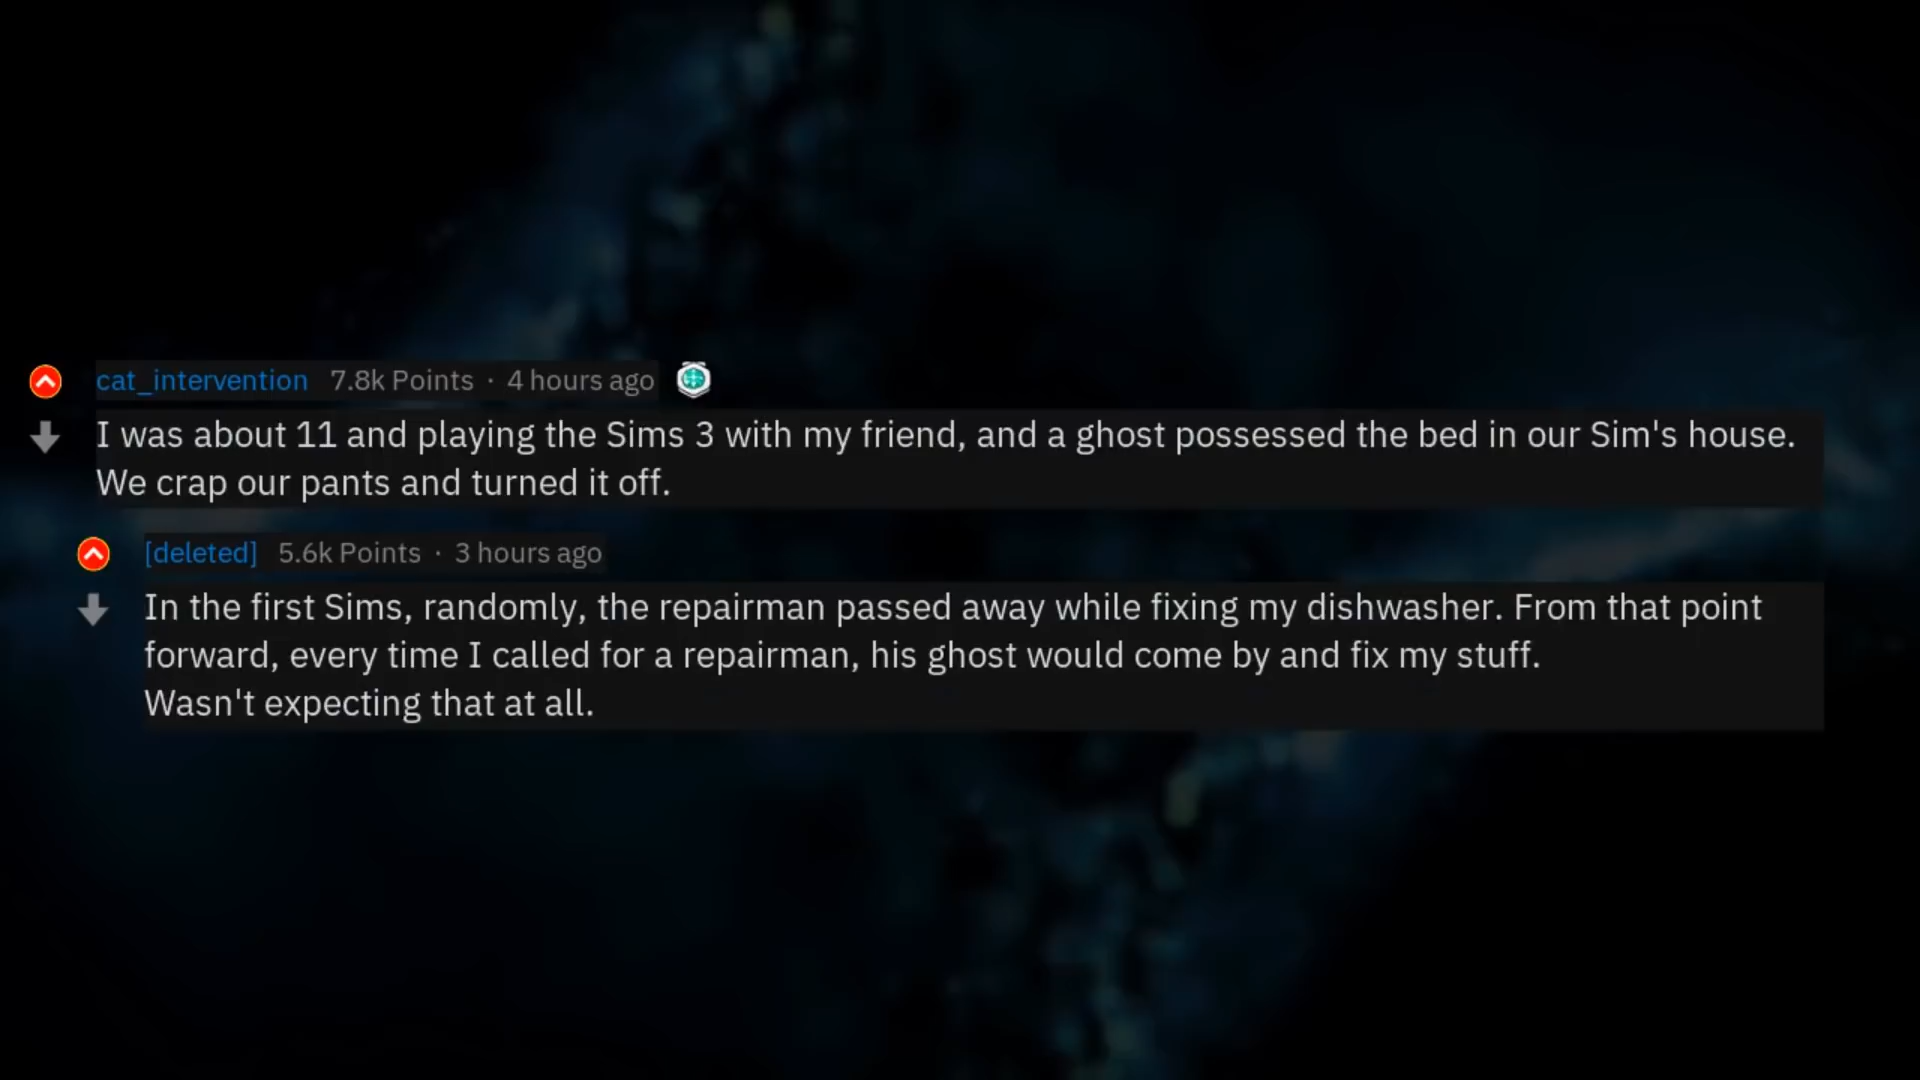 cat_intervention 7.8k Points · 4 hours ago
I was about 11 and playing the Sims 3 with my friend, and a ghost possessed the bed in our Sim's house.
We crap our pants and turned it off.
[deleted] 5.6k Points · 3 hours ago
In the first Sims, randomly, the repairman passed away while fixing my dishwasher. From that point
forward, every time I called for a repairman, his ghost would come by and fix my stuff.
Wasn't expecting that at all.